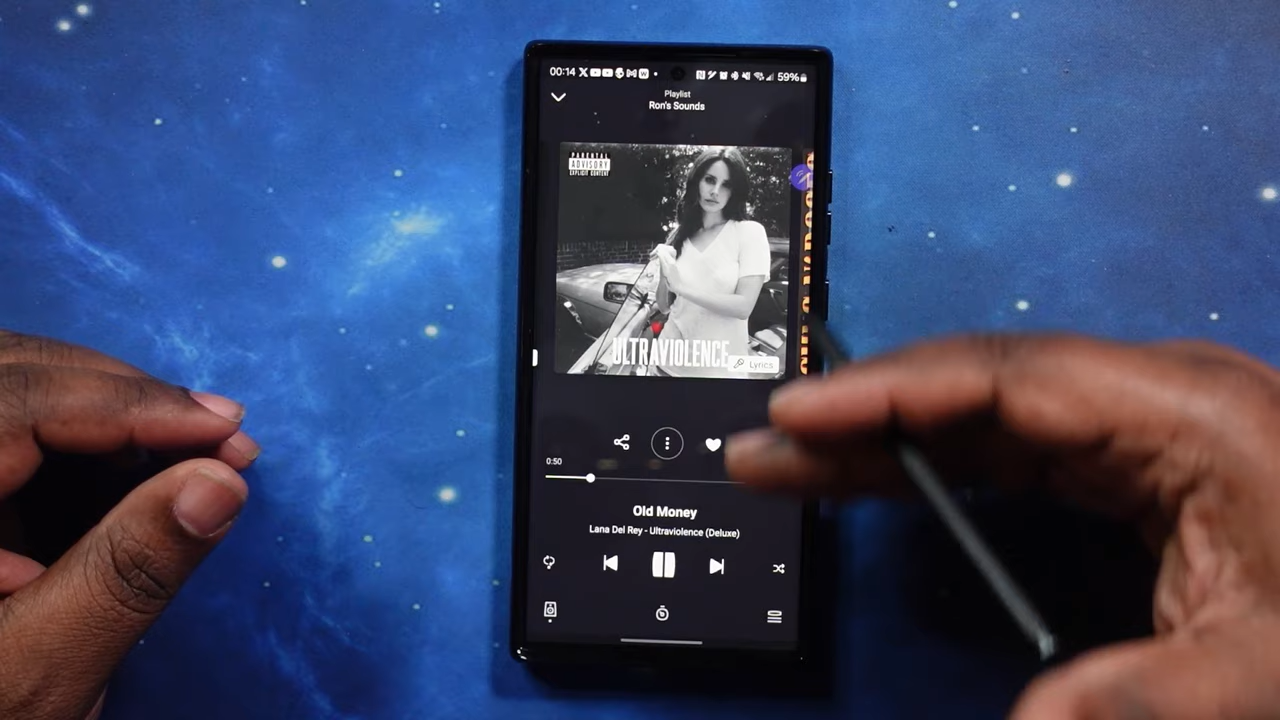 00:14
59%
Playlist
Ron's Sounds
PARENTAL
ADVISORY
EXPLICIT CONTENT
ULTRAVIOLENCE
Lyrics
0:50
Old Money
Lana Del Rey - Ultraviolence (Deluxe)